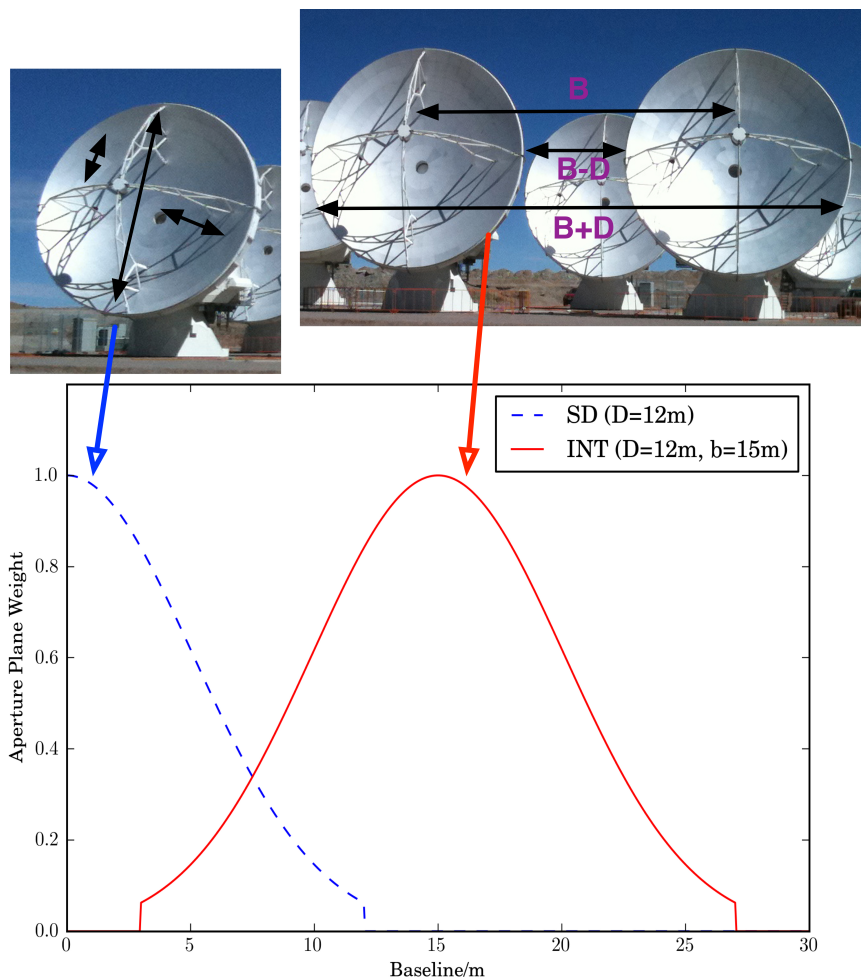 B
B-D
B+D
SD (D=12m)
INT (D=12m, b=15m)
1.0
0.8
0.6
0.4
0.2
0.0
Aperture Plane Weight
0 5 10 15 20 25 30
Baseline/m